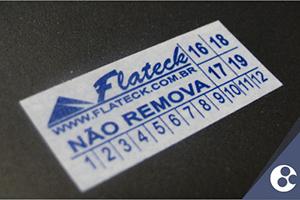 Flateck 16 18
WWW.FLATECK.COM.BR 17 19
NÃO REMOVA
1 2 3 4 5 6 7 8 9 10 11 12